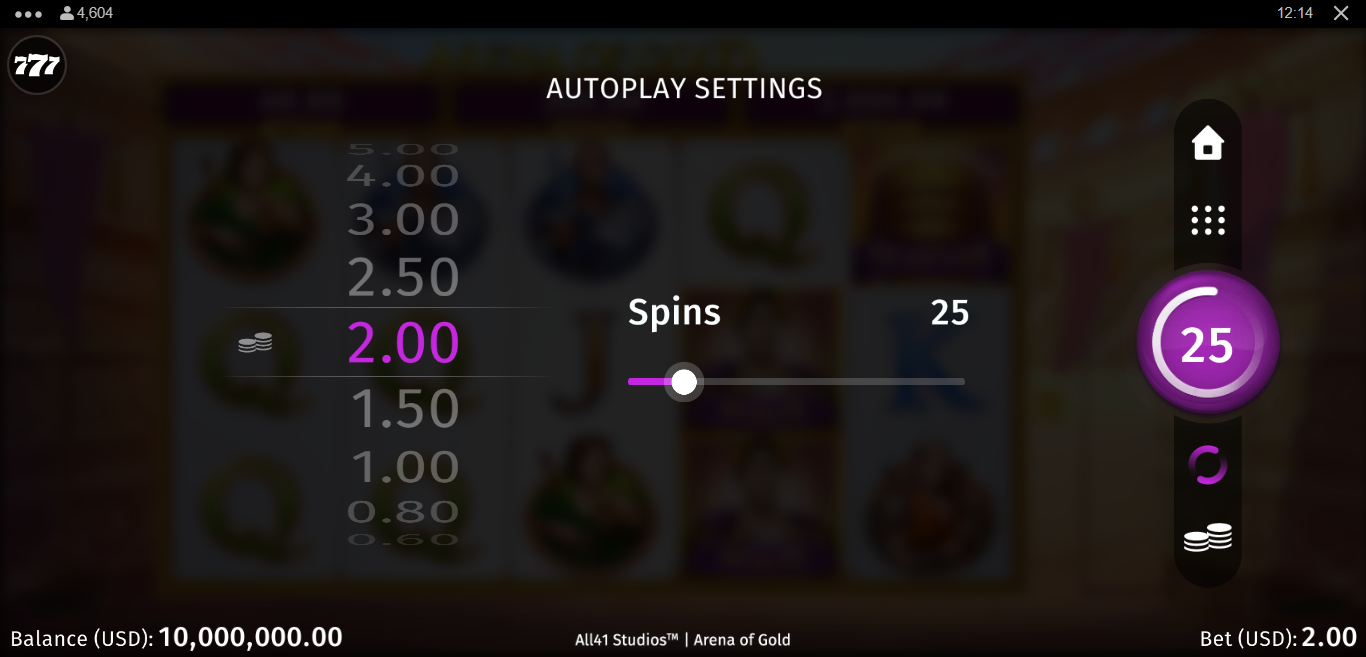 4,604
12:14
777
AUTOPLAY SETTINGS
5.00
4.00
3.00
2.50
2.00
1.50
1.00
0.80
0.60
Spins 25
25
Balance (USD): 10,000,000.00
All41 Studios™ | Arena of Gold
Bet (USD): 2.00